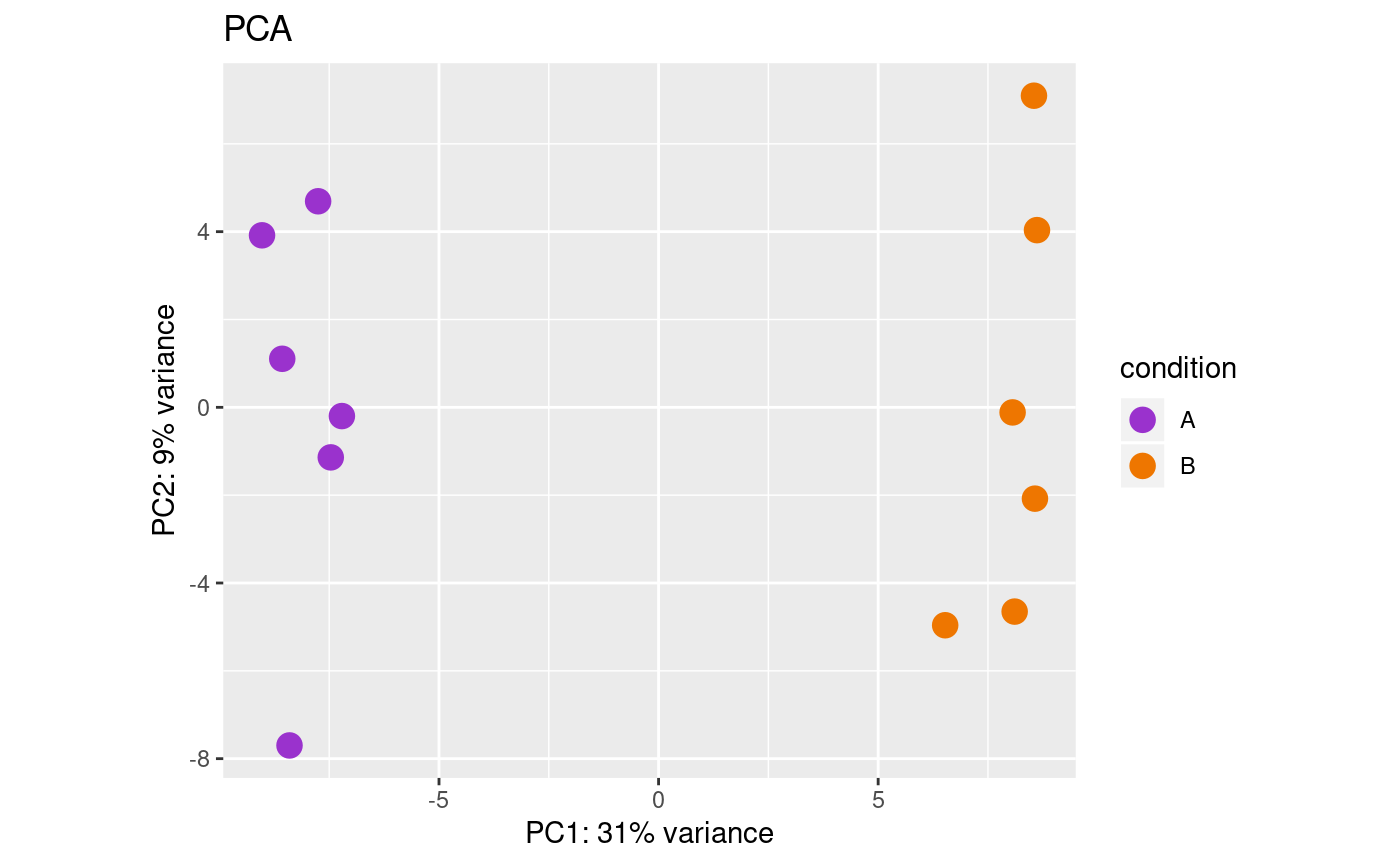 PCA
PC2: 9% variance
4
0
-4
-8
-5
0
5
PC1: 31% variance
condition
A
B